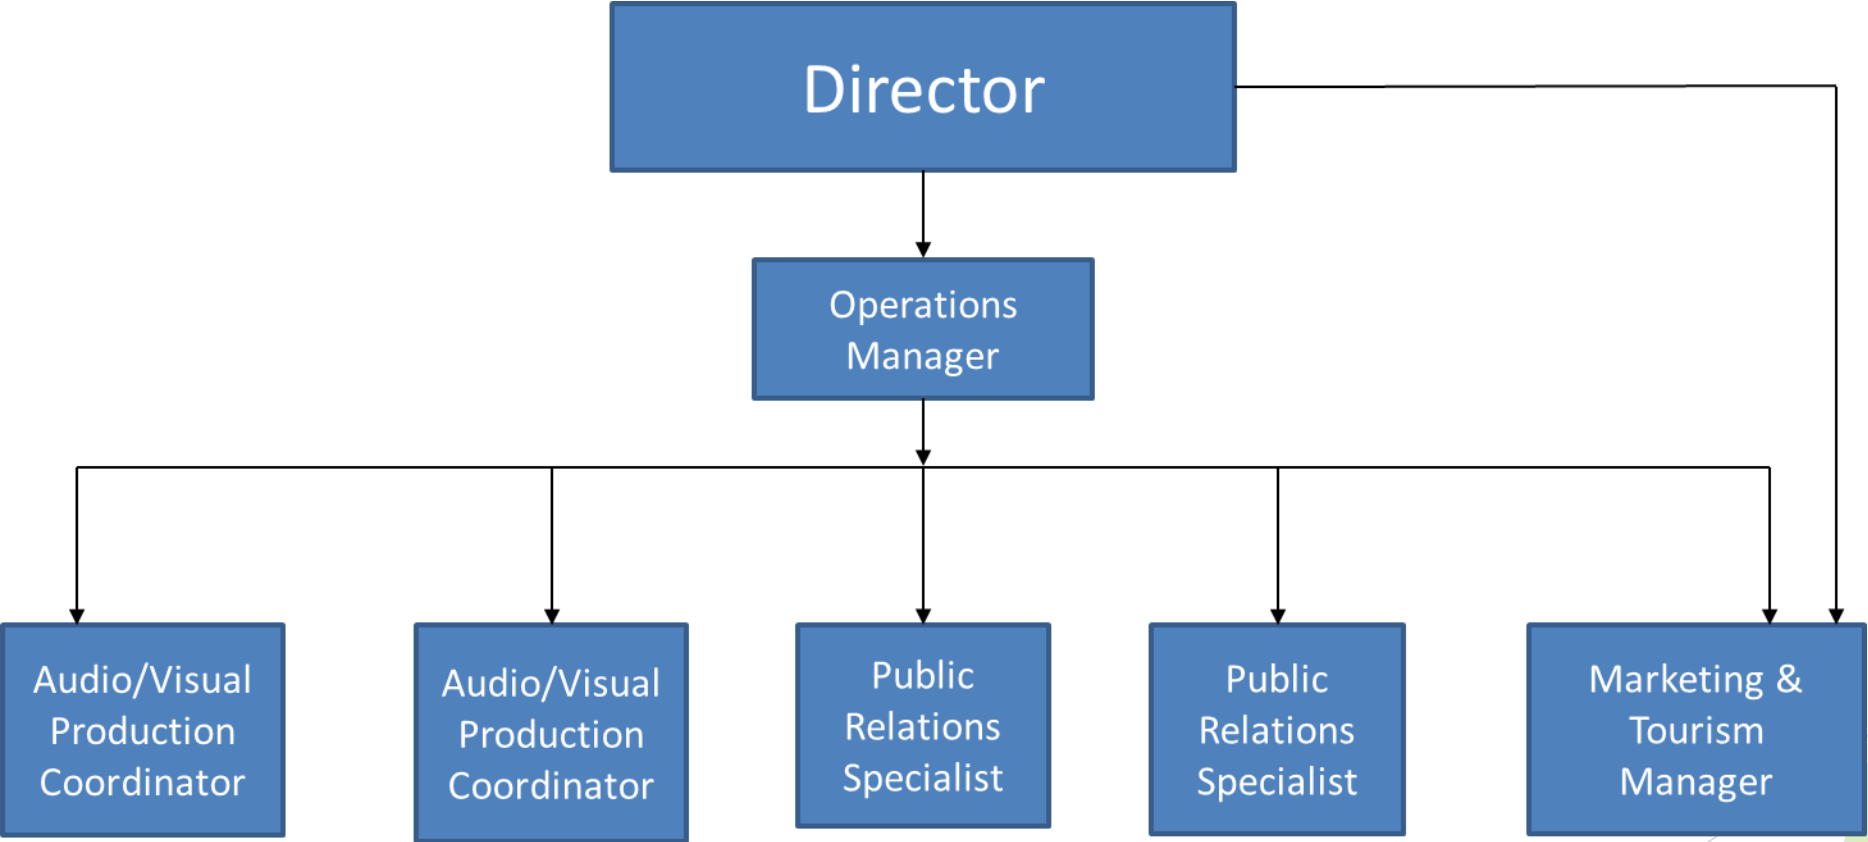 Director
Operations
Manager
Audio/Visual
Production
Coordinator
Audio/Visual
Production
Coordinator
Public
Relations
Specialist
Public
Relations
Specialist
Marketing &
Tourism
Manager